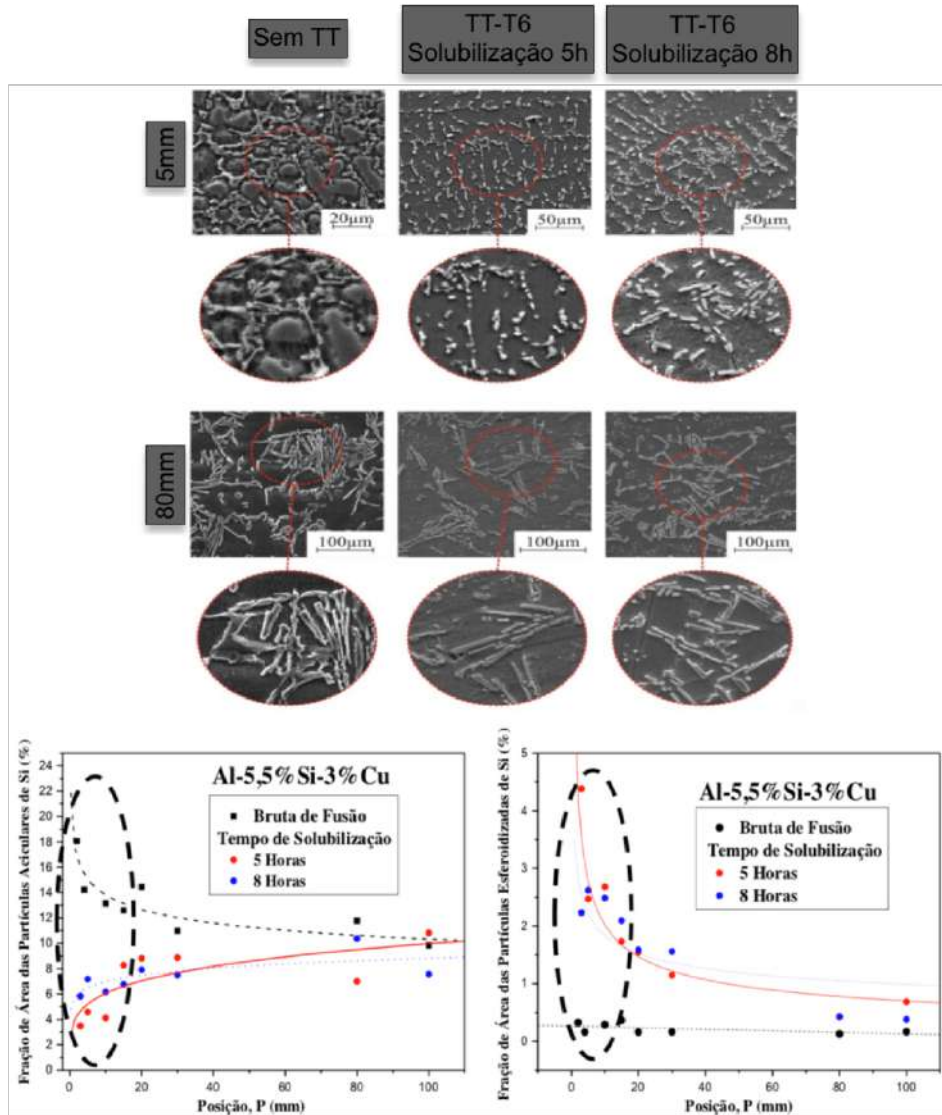 Sem TT
TT-T6
Solubilização 5h
TT-T6
Solubilização 8h
5mm
20µm
50µm
50µm
80mm
100µm
100µm
100µm
Fração de Área das Partículas Aciculares de Si (%)
24
22
20
18
16
14
12
10
8
6
4
2
0
Al-5,5%Si-3%Cu
Bruta de Fusão
Tempo de Solubilização
5 Horas
8 Horas
0
20
40
60
80
100
Posição, P (mm)
Fração de Área das Partículas Esferoidizadas de Si (%)
5
4
3
2
1
0
Al-5,5%Si-3%Cu
Bruta de Fusão
Tempo de Solubilização
5 Horas
8 Horas
0
20
40
60
80
100
Posição, P (mm)